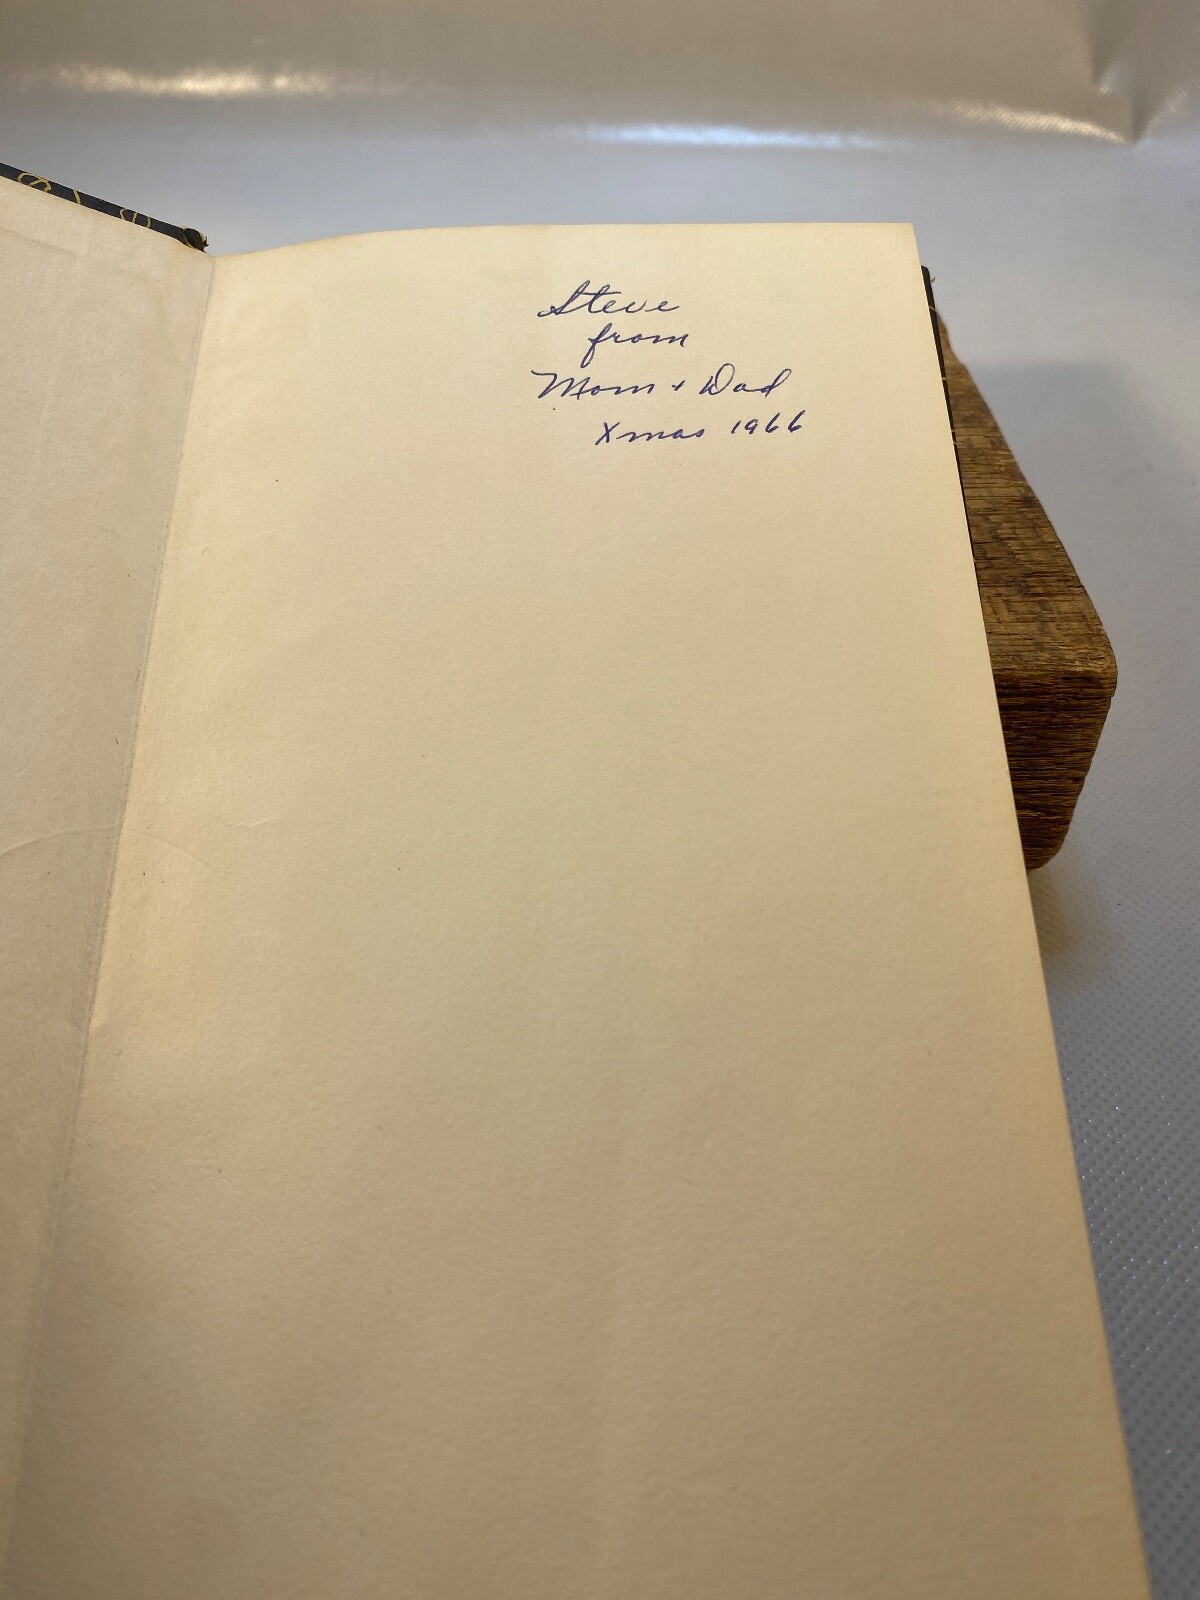 Steve
from
Mom + Dad
Xmas 1966